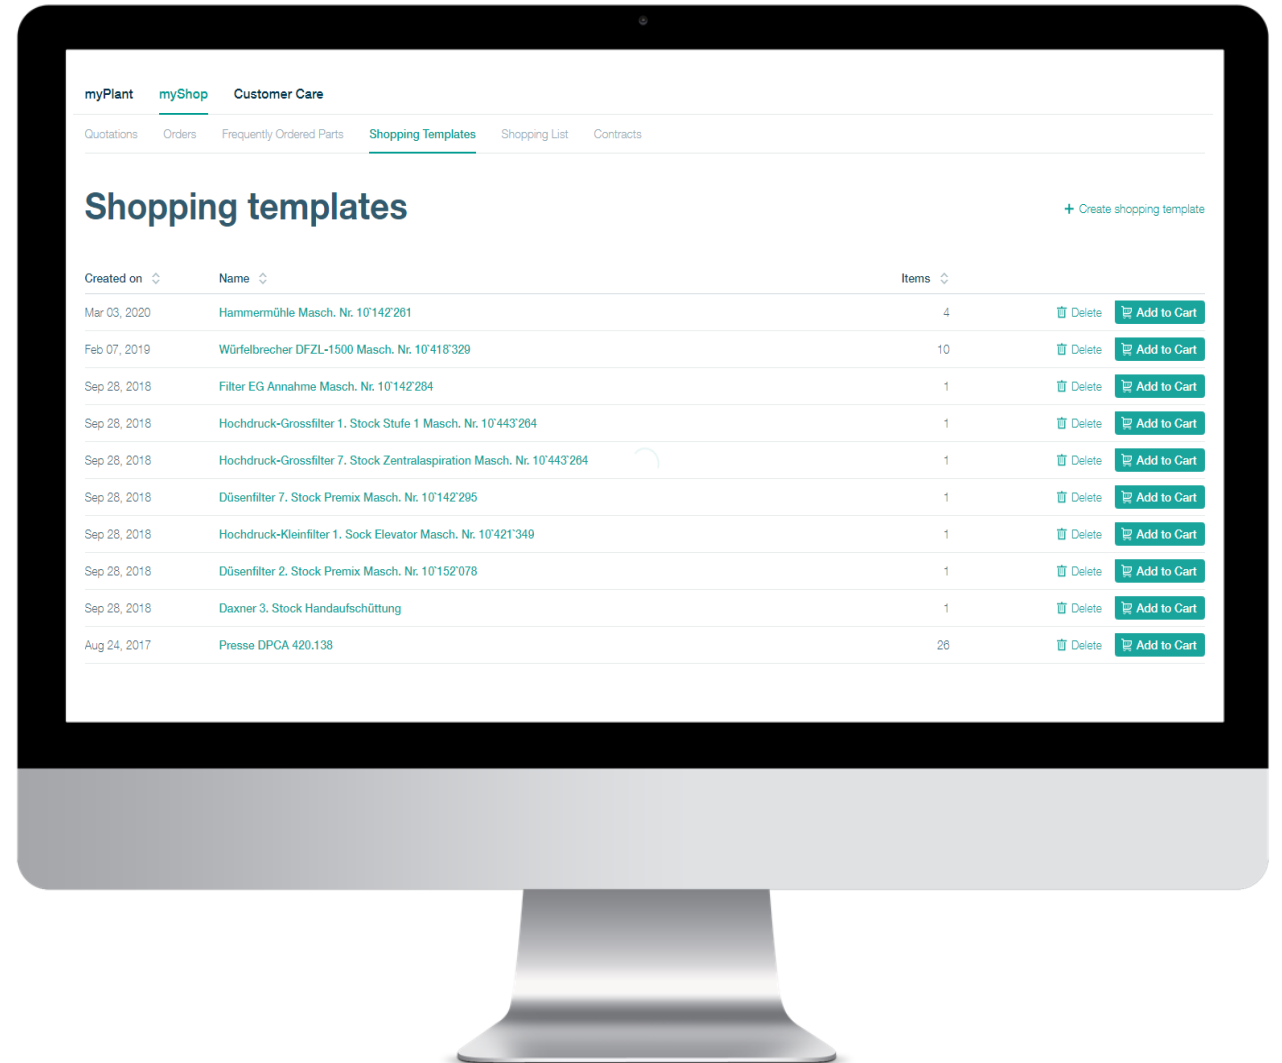 myPlant myShop Customer Care
Quotations Orders Frequently Ordered Parts Shopping Templates Shopping List Contracts
Shopping templates
+ Create shopping template
Created on Name Items
Mar 03, 2020 Hammermühle Masch. Nr. 10'142'261 4 Delete Add to Cart
Feb 07, 2019 Würfelbrecher DFZL-1500 Masch. Nr. 10'418'329 10 Delete Add to Cart
Sep 28, 2018 Filter EG Annahme Masch. Nr. 10'142'284 1 Delete Add to Cart
Sep 28, 2018 Hochdruck-Grossfilter 1. Stock Stufe 1 Masch. Nr. 10'443'264 1 Delete Add to Cart
Sep 28, 2018 Hochdruck-Grossfilter 7. Stock Zentralaspiration Masch. Nr. 10'443'264 1 Delete Add to Cart
Sep 28, 2018 Düsenfilter 7. Stock Premix Masch. Nr. 10'142'295 1 Delete Add to Cart
Sep 28, 2018 Hochdruck-Kleinfilter 1. Sock Elevator Masch. Nr. 10'421'349 1 Delete Add to Cart
Sep 28, 2018 Düsenfilter 2. Stock Premix Masch. Nr. 10'152'078 1 Delete Add to Cart
Sep 28, 2018 Daxner 3. Stock Handaufschüttung 1 Delete Add to Cart
Aug 24, 2017 Presse DPCA 420.138 26 Delete Add to Cart